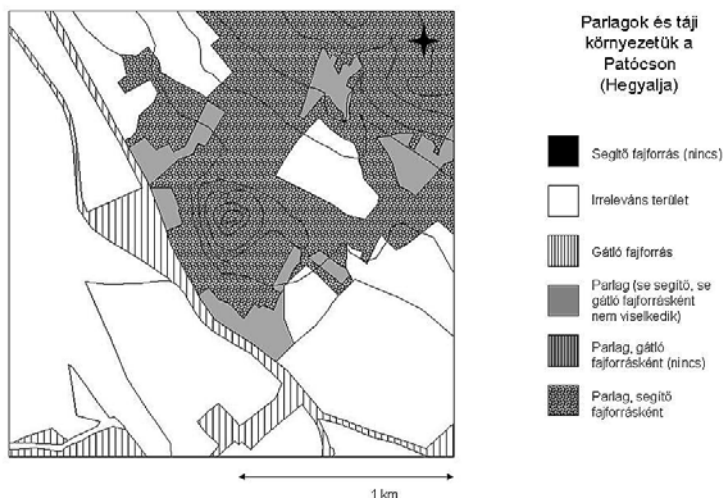 Parlagok és táji
környezetük a
Patócson
(Hegyalja)
Segítő fajforrás (nincs)
Irreleváns terület
Gátló fajforrás
Parlag (se segítő, se
gátló fajforrásként
nem viselkedik)
Parlag, gátló
fajforrásként (nincs)
Parlag, segítő
fajforrásként
1 km